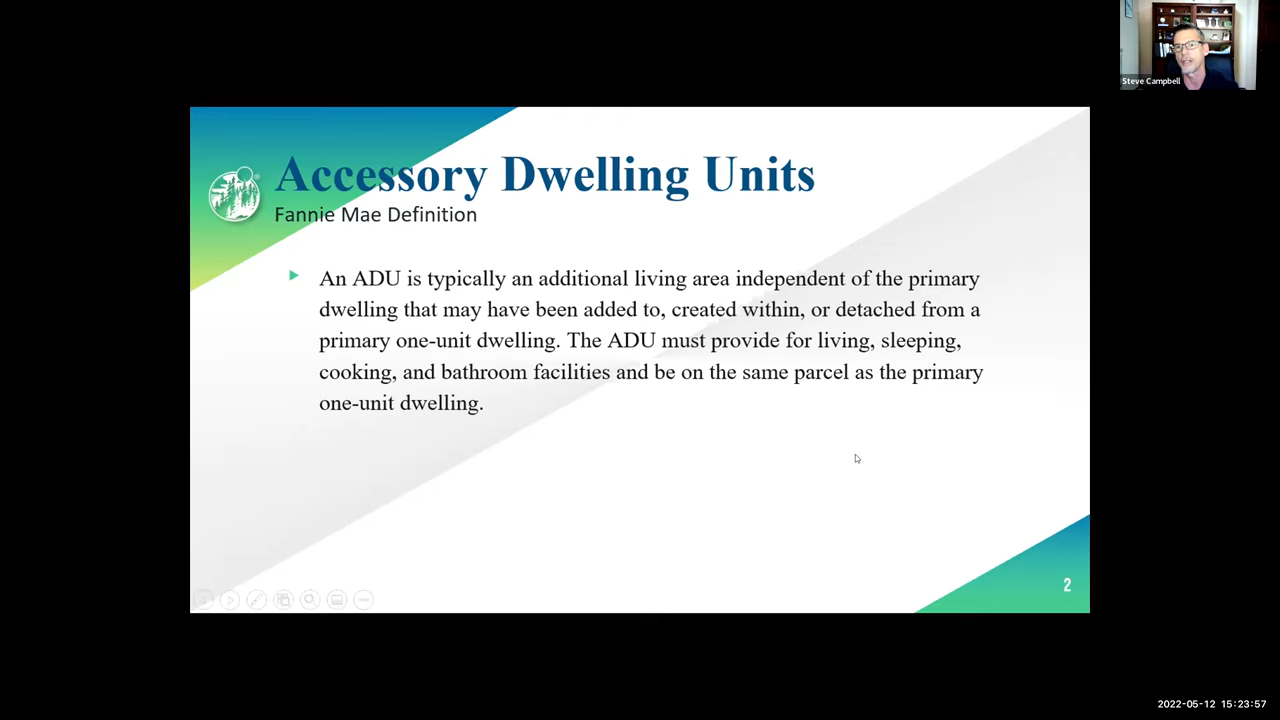 Steve Campbell
Accessory Dwelling Units
Fannie Mae Definition
An ADU is typically an additional living area independent of the primary
dwelling that may have been added to, created within, or detached from a
primary one-unit dwelling. The ADU must provide for living, sleeping,
cooking, and bathroom facilities and be on the same parcel as the primary
one-unit dwelling.
2
2022-05-12 15:23:57